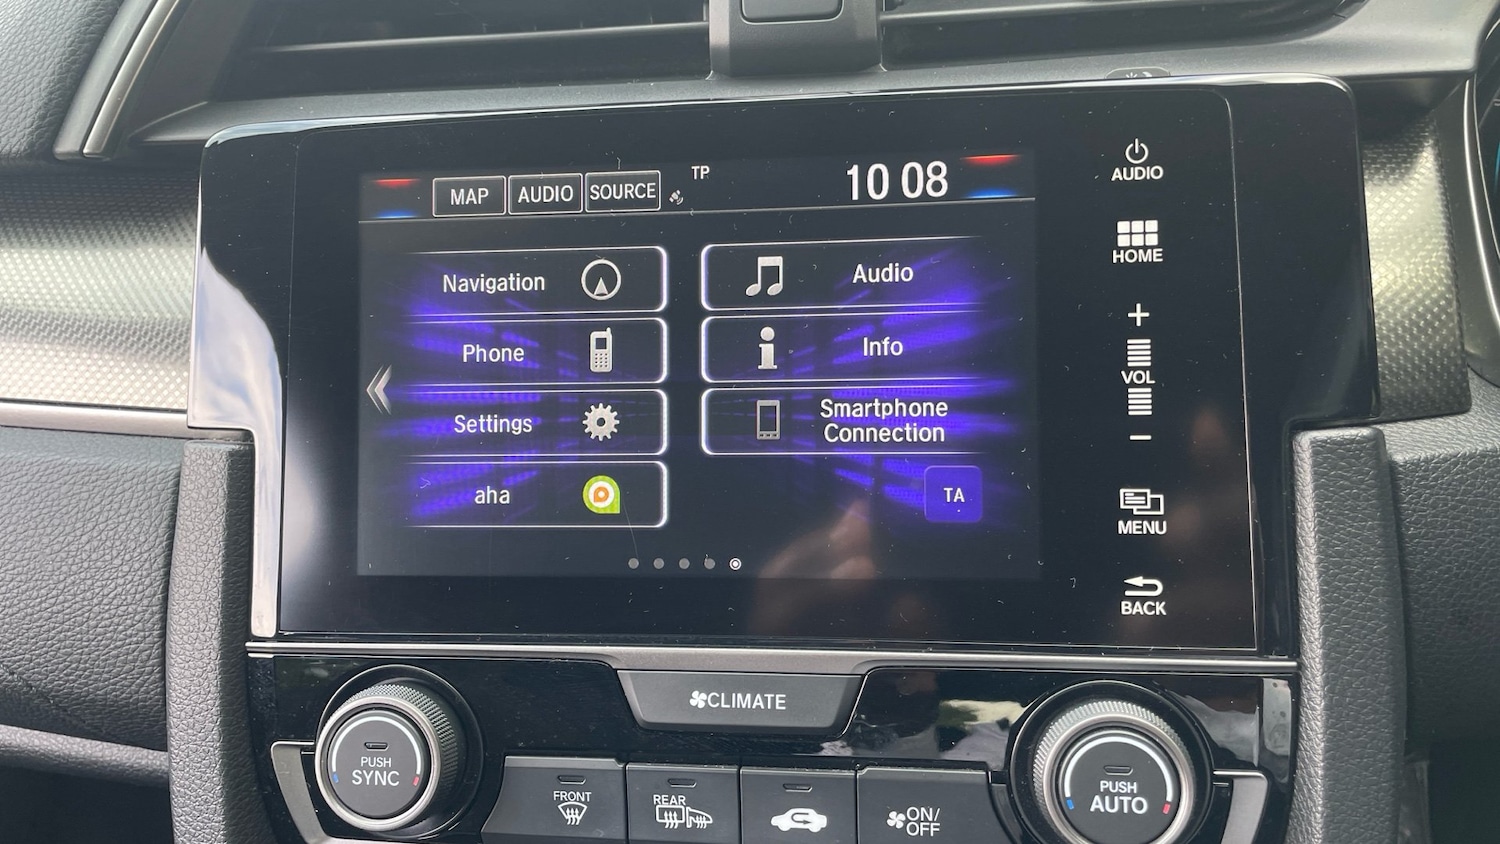 MAP AUDIO SOURCE TP 10 08
Navigation
Audio
Phone
Info
Settings
Smartphone
Connection
aha
TA
AUDIO
HOME
+
VOL
−
MENU
BACK
CLIMATE
PUSH
SYNC
FRONT
REAR
ON/
OFF
PUSH
AUTO